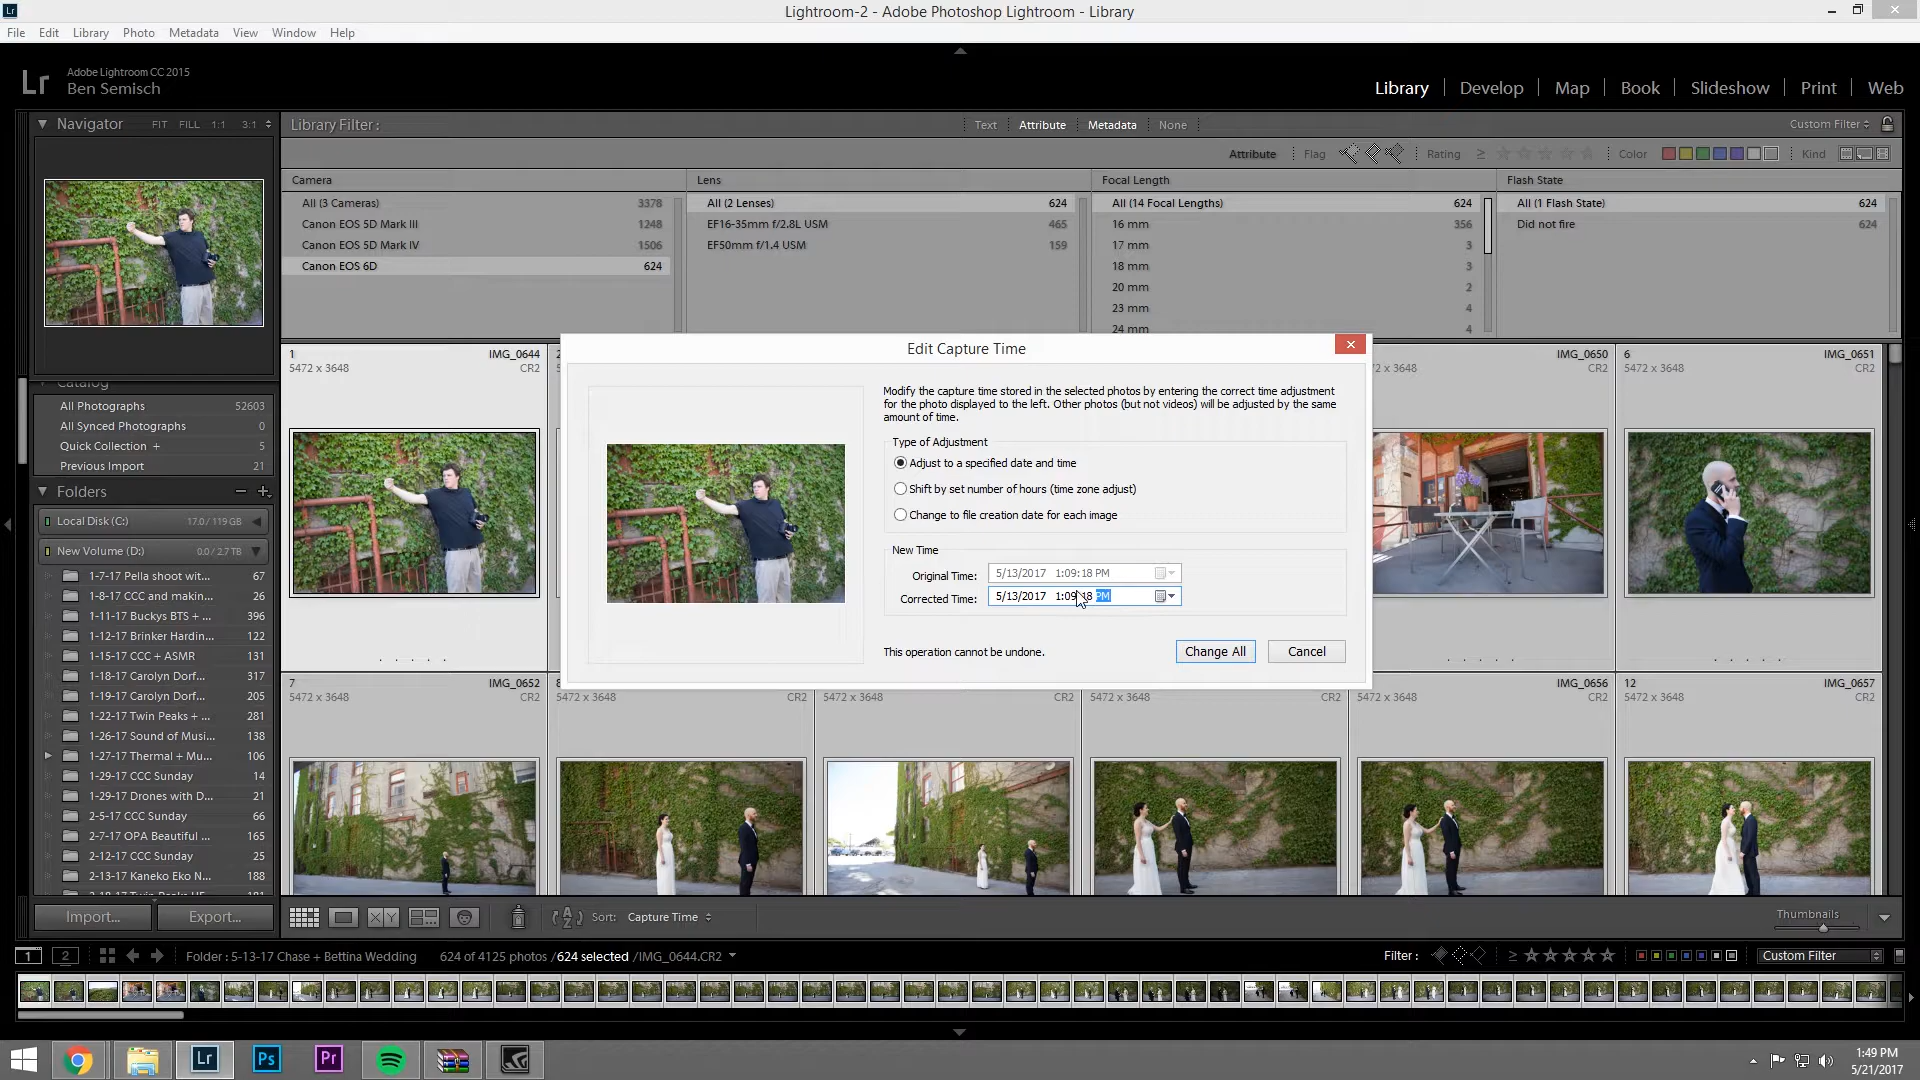 Lr
Lightroom-2 - Adobe Photoshop Lightroom - Library
File Edit Library Photo Metadata View Window Help
Lr
Adobe Lightroom CC 2015
Ben Semisch
Library Develop Map Book Slideshow Print Web
Navigator FIT FILL 1:1 3:1
Library Filter : Text Attribute Metadata None Custom Filter
Attribute Flag Rating ≥ Color Kind
Camera Lens Focal Length Flash State
All (3 Cameras) 3378 All (2 Lenses) 624 All (14 Focal Lengths) 624 All (1 Flash State) 624
Canon EOS 5D Mark III 1248 EF16-35mm f/2.8L USM 465 16 mm 356 Did not fire 624
Canon EOS 5D Mark IV 1506 EF50mm f/1.4 USM 159 17 mm 3
Canon EOS 6D 624 18 mm 3
20 mm 2
23 mm 4
24 mm 4
1 IMG_0644
5472 x 3648 CR2
IMG_0650
x 3648 CR2
6 IMG_0651
5472 x 3648 CR2
Edit Capture Time
Modify the capture time stored in the selected photos by entering the correct time adjustment
for the photo displayed to the left. Other photos (but not videos) will be adjusted by the same
amount of time.
Type of Adjustment
Adjust to a specified date and time
Shift by set number of hours (time zone adjust)
Change to file creation date for each image
New Time
Original Time: 5/13/2017 1:09:18 PM
Corrected Time: 5/13/2017 1:09:18 PM
This operation cannot be undone. Change All Cancel
Catalog
All Photographs 52603
All Synced Photographs 0
Quick Collection + 5
Previous Import 21
Folders
Local Disk (C:) 17.0 / 119 GB
New Volume (D:) 0.0 / 2.7 TB
1-7-17 Pella shoot wit... 67
1-8-17 CCC and makin... 26
1-11-17 Buckys BTS + ... 396
1-12-17 Brinker Hardin... 122
1-15-17 CCC + ASMR 131
1-18-17 Carolyn Dorf... 317
1-19-17 Carolyn Dorf... 205
1-22-17 Twin Peaks + ... 281
1-26-17 Sound of Musi... 138
1-27-17 Thermal + Mu... 106
1-29-17 CCC Sunday 14
1-29-17 Drones with D... 21
2-5-17 CCC Sunday 66
2-7-17 OPA Beautiful ... 165
2-12-17 CCC Sunday 25
2-13-17 Kaneko Eko N... 188
7 IMG_0652
5472 x 3648 CR2
5472 x 3648 CR2
5472 x 3648 CR2
5472 x 3648 CR2
IMG_0656
5472 x 3648 CR2
12 IMG_0657
5472 x 3648 CR2
Import... Export... Sort: Capture Time Thumbnails
1 2 Folder : 5-13-17 Chase + Bettina Wedding 624 of 4125 photos / 624 selected / IMG_0644.CR2 Filter : ≥ Custom Filter
Lr Ps Pr
1:49 PM
5/21/2017